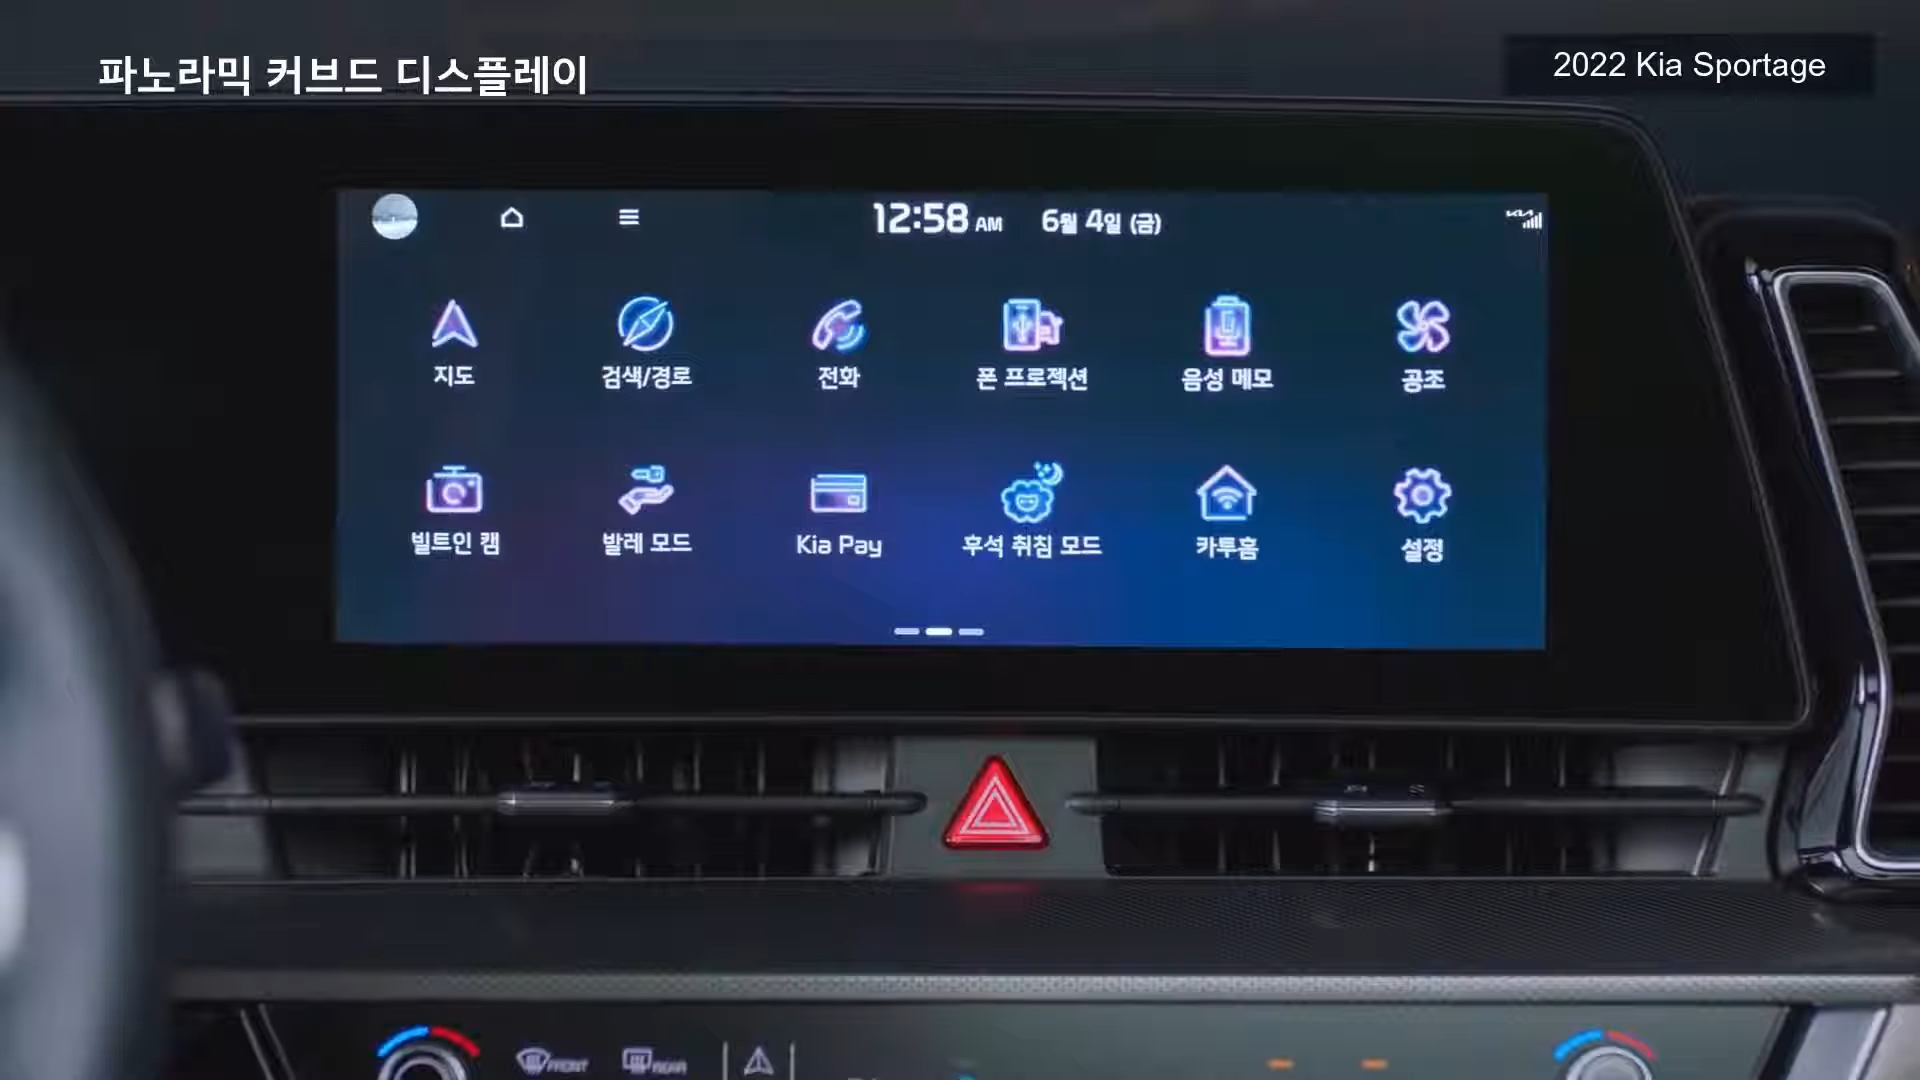 파노라믹 커브드 디스플레이
2022 Kia Sportage
12:58 AM 6월 4일 (금)
지도 검색/경로 전화 폰 프로젝션 음성 메모 공조
빌트인 캠 발레 모드 Kia Pay 후석 취침 모드 카투홈 설정
FRONT REAR